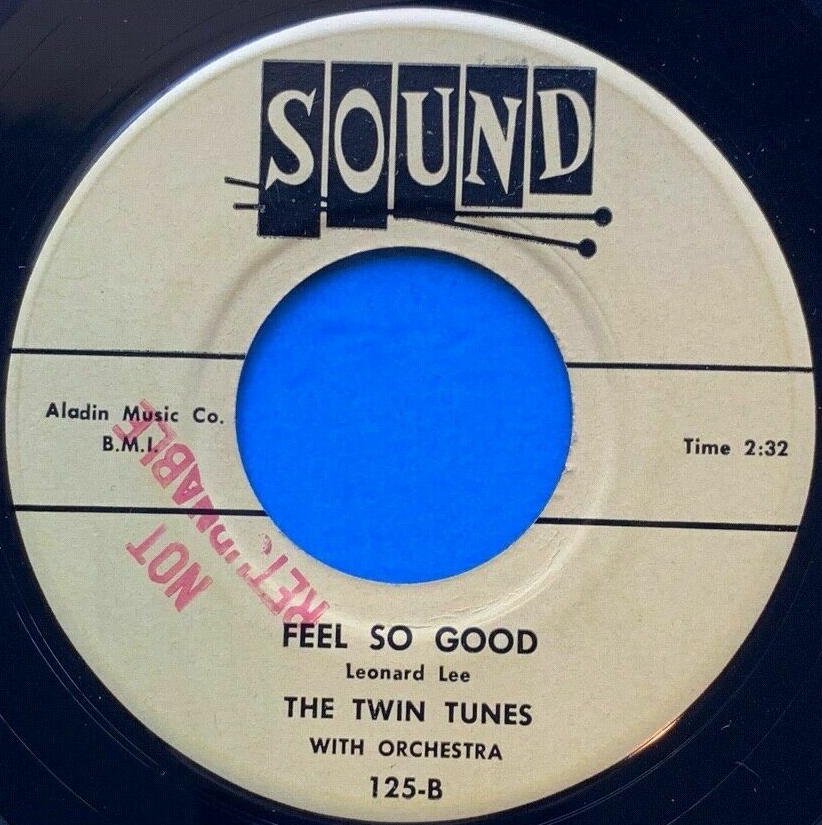 SOUND
Aladin Music Co.
B.M.I.
Time 2:32
NOT
RETURNABLE
FEEL SO GOOD
Leonard Lee
THE TWIN TUNES
WITH ORCHESTRA
125-B